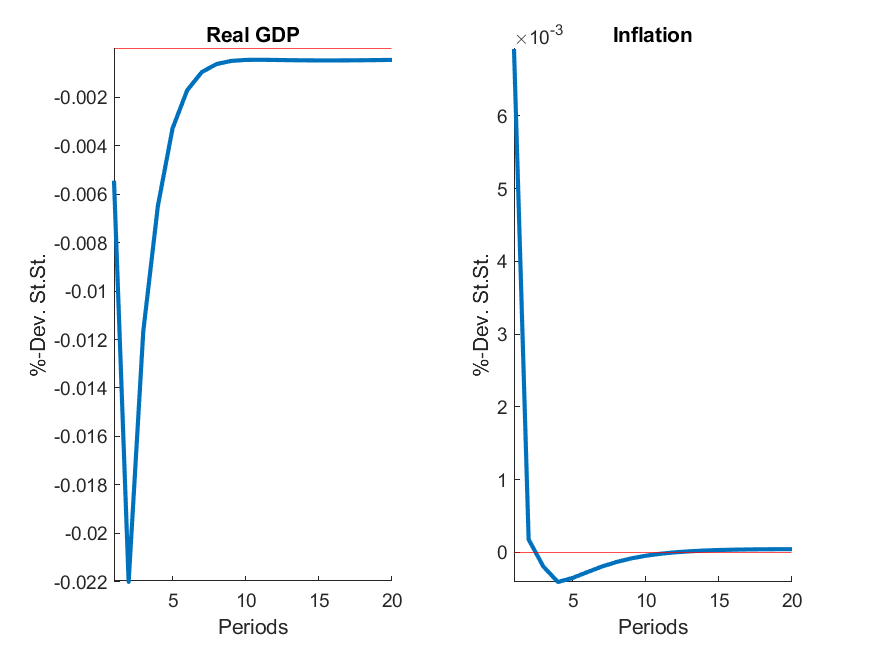 Real GDP
-0.002
-0.004
-0.006
-0.008
-0.01
-0.012
-0.014
-0.016
-0.018
-0.02
-0.022
%-Dev. St.St.
5 10 15 20
Periods
×10-3
Inflation
6
5
4
3
2
1
0
%-Dev. St.St.
5 10 15 20
Periods